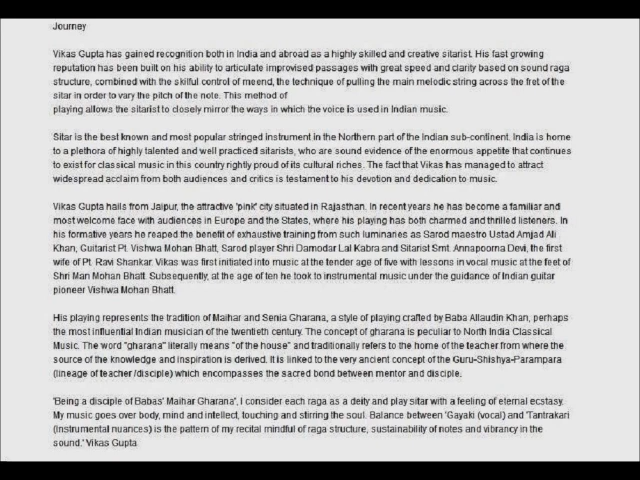 Journey
Vikas Gupta has gained recognition both in India and abroad as a highly skilled and creative sitarist. His fast growing
reputation has been built on his ability to articulate improvised passages with great speed and clarity based on sound raga
structure, combined with the skilful control of meend, the technique of pulling the main melodic string across the fret of the
sitar in order to vary the pitch of the note. This method of
playing allows the sitarist to closely mirror the ways in which the voice is used in Indian music.
Sitar is the best known and most popular stringed instrument in the Northern part of the Indian sub-continent. India is home
to a plethora of highly talented and well practiced sitarists, who are sound evidence of the enormous appetite that continues
to exist for classical music in this country rightly proud of its cultural riches. The fact that Vikas has managed to attract
widespread acclaim from both audiences and critics is testament to his devotion and dedication to music.
Vikas Gupta hails from Jaipur, the attractive 'pink' city situated in Rajasthan. In recent years he has become a familiar and
most welcome face with audiences in Europe and the States, where his playing has both charmed and thrilled listeners. In
his formative years he reaped the benefit of exhaustive training from such luminaries as Sarod maestro Ustad Amjad Ali
Khan, Guitarist Pt. Vishwa Mohan Bhatt, Sarod player Shri Damodar Lal Kabra and Sitarist Smt. Annapoorna Devi, the first
wife of Pt. Ravi Shankar. Vikas was first initiated into music at the tender age of five with lessons in vocal music at the feet of
Shri Man Mohan Bhatt. Subsequently, at the age of ten he took to instrumental music under the guidance of Indian guitar
pioneer Vishwa Mohan Bhatt.
His playing represents the tradition of Maihar and Senia Gharana, a style of playing crafted by Baba Allaudin Khan, perhaps
the most influential Indian musician of the twentieth century. The concept of gharana is peculiar to North India Classical
Music. The word "gharana" literally means "of the house" and traditionally refers to the home of the teacher from where the
source of the knowledge and inspiration is derived. It is linked to the very ancient concept of the Guru-Shishya-Parampara
(lineage of teacher /disciple) which encompasses the sacred bond between mentor and disciple.
'Being a disciple of Babas' Maihar Gharana', I consider each raga as a deity and play sitar with a feeling of eternal ecstasy.
My music goes over body, mind and intellect, touching and stirring the soul. Balance between 'Gayaki (vocal) and 'Tantrakari
(instrumental nuances) is the pattern of my recital mindful of raga structure, sustainability of notes and vibrancy in the
sound.' Vikas Gupta